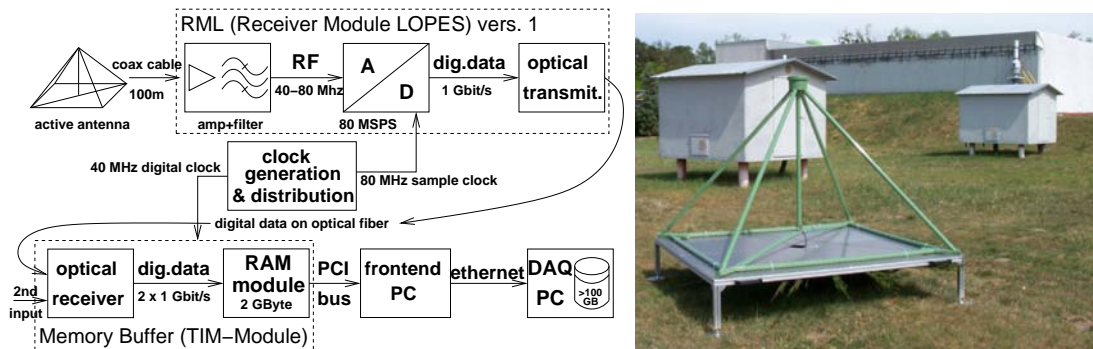 RML (Receiver Module LOPES) vers. 1
coax cable
100m
active antenna
amp+filter
RF
40−80 Mhz
A
D
80 MSPS
dig.data
1 Gbit/s
optical
transmit.
40 MHz digital clock
clock
generation
& distribution
80 MHz sample clock
digital data on optical fiber
2nd
input
optical
receiver
dig.data
2 x 1 Gbit/s
RAM
module
2 GByte
PCI
bus
frontend
PC
ethernet
DAQ
PC
>100
GB
Memory Buffer (TIM−Module)